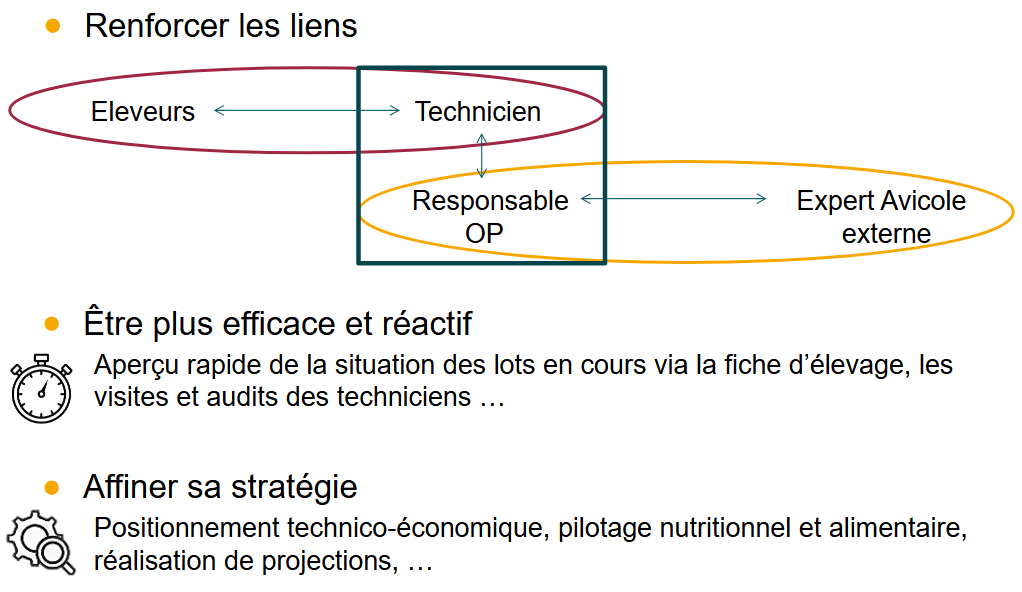 Renforcer les liens
Eleveurs
Technicien
Responsable
OP
Expert Avicole
externe
Être plus efficace et réactif
Aperçu rapide de la situation des lots en cours via la fiche d’élevage, les
visites et audits des techniciens …
Affiner sa stratégie
Positionnement technico-économique, pilotage nutritionnel et alimentaire,
réalisation de projections, …